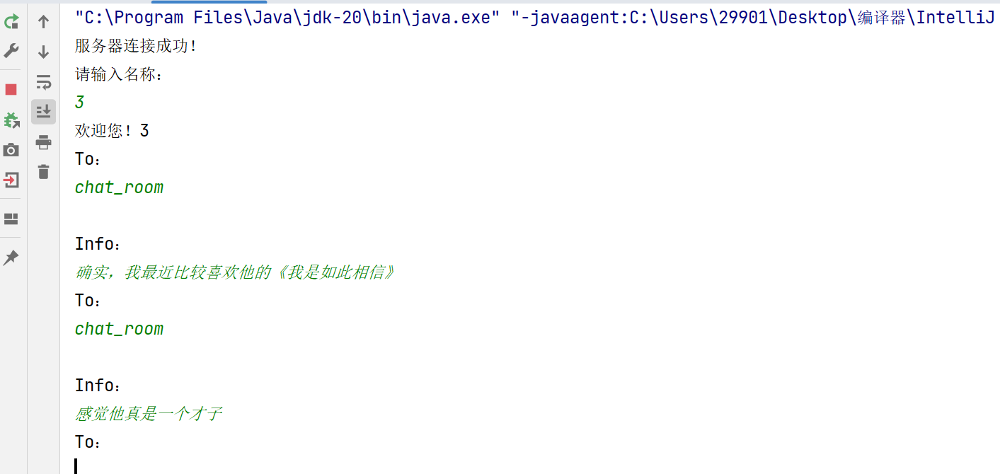 "C:\Program Files\Java\jdk-20\bin\java.exe" "-javaagent:C:\Users\29901\Desktop\编译器\IntelliJ
服务器连接成功！
请输入名称：
3
欢迎您！3
To：
chat_room
Info：
确实，我最近比较喜欢他的《我是如此相信》
To：
chat_room
Info：
感觉他真是一个才子
To：